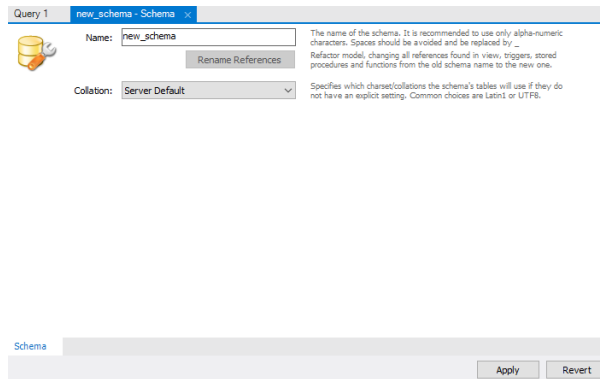 Query 1
new_schema - Schema
Name:
new_schema
The name of the schema. It is recommended to use only alpha-numeric
characters. Spaces should be avoided and be replaced by _
Rename References
Refactor model, changing all references found in view, triggers, stored
procedures and functions from the old schema name to the new one.
Collation:
Server Default
Specifies which charset/collations the schema's tables will use if they do
not have an explicit setting. Common choices are Latin1 or UTF8.
Schema
Apply
Revert